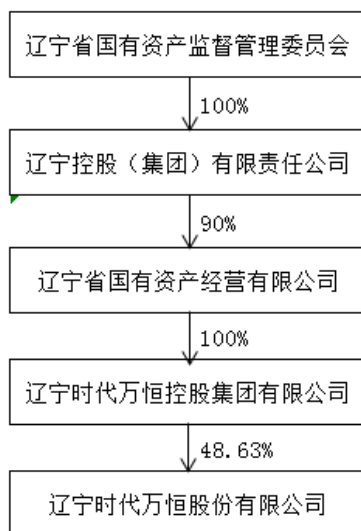 辽宁省国有资产监督管理委员会
100%
辽宁控股（集团）有限责任公司
90%
辽宁省国有资产经营有限公司
100%
辽宁时代万恒控股集团有限公司
48.63%
辽宁时代万恒股份有限公司